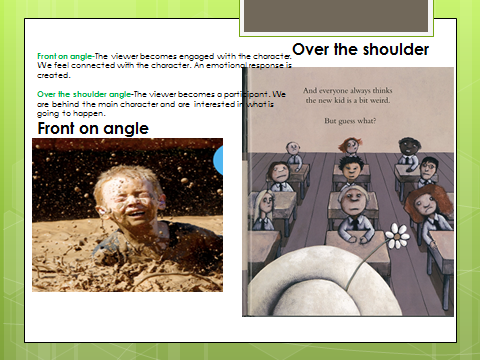 Front on angle-The viewer becomes engaged with the character.
We feel connected with the character. An emotional response is
created.
Over the shoulder angle-The viewer becomes a participant. We
are behind the main character and are interested in what is
going to happen.
Front on angle
Over the shoulder
And everyone always thinks
the new kid is a bit weird.
But guess what?